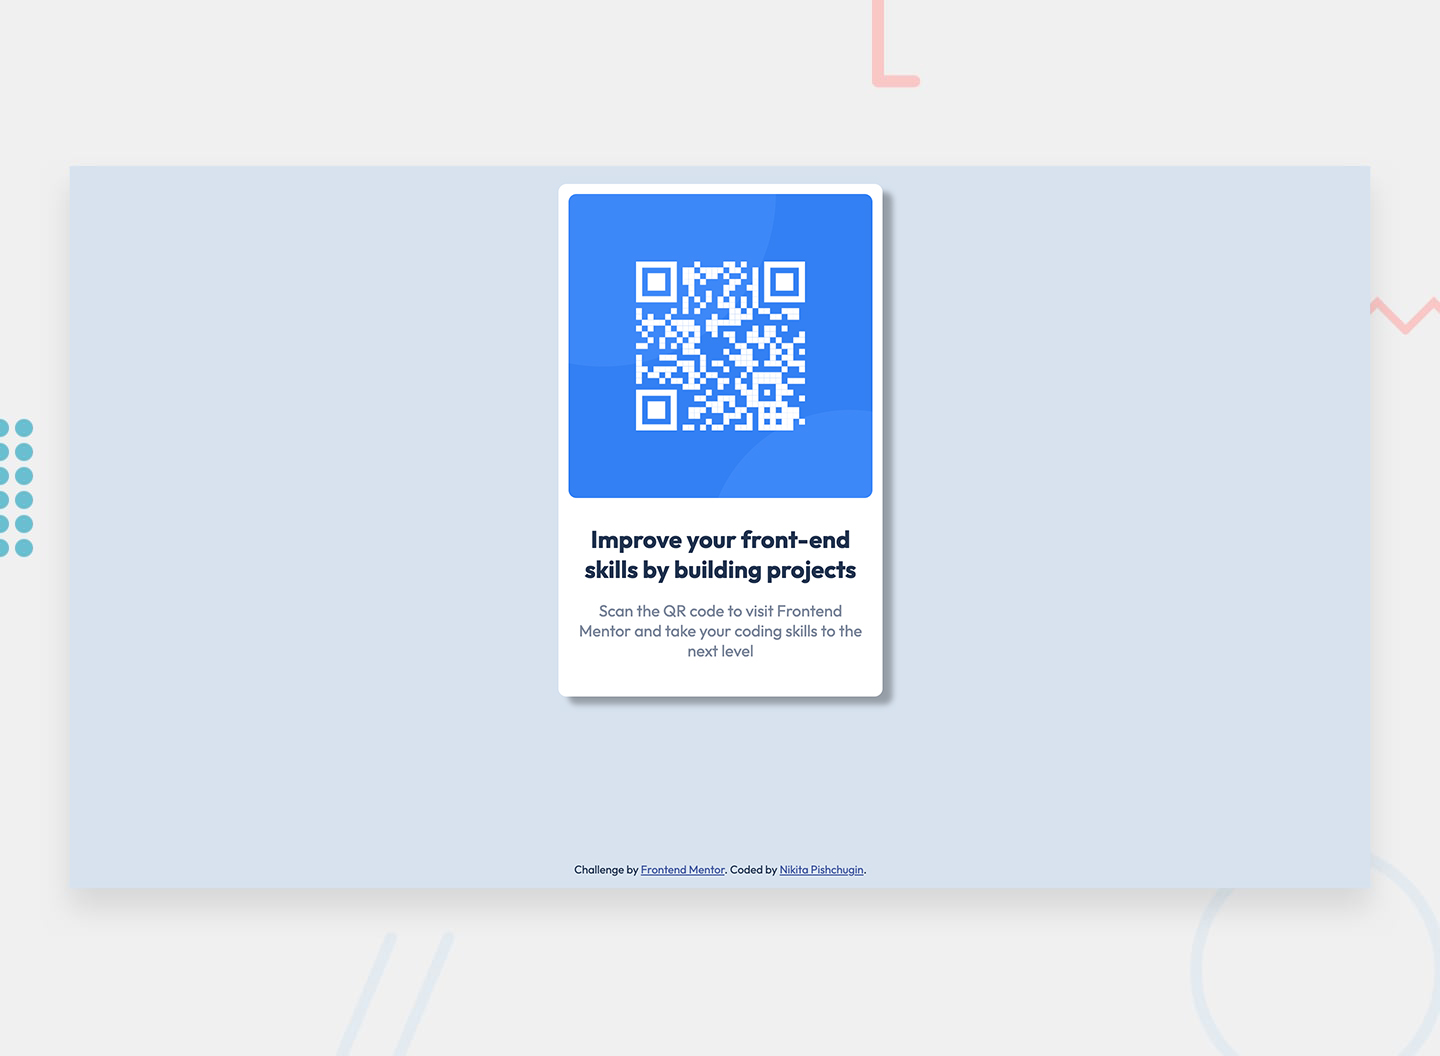 Improve your front-end
skills by building projects
Scan the QR code to visit Frontend
Mentor and take your coding skills to the
next level
Challenge by Frontend Mentor. Coded by Nikita Pishchugin.